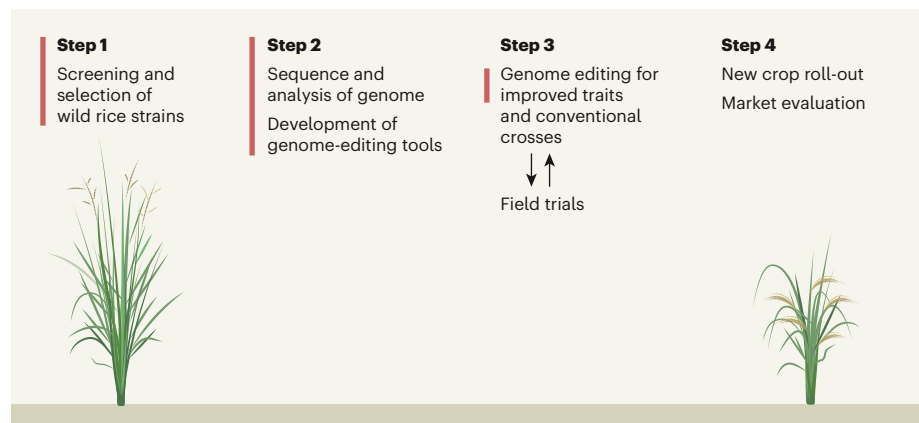 Step 1
Screening and
selection of
wild rice strains
Step 2
Sequence and
analysis of genome
Development of
genome-editing tools
Step 3
Genome editing for
improved traits
and conventional
crosses
Field trials
Step 4
New crop roll-out
Market evaluation